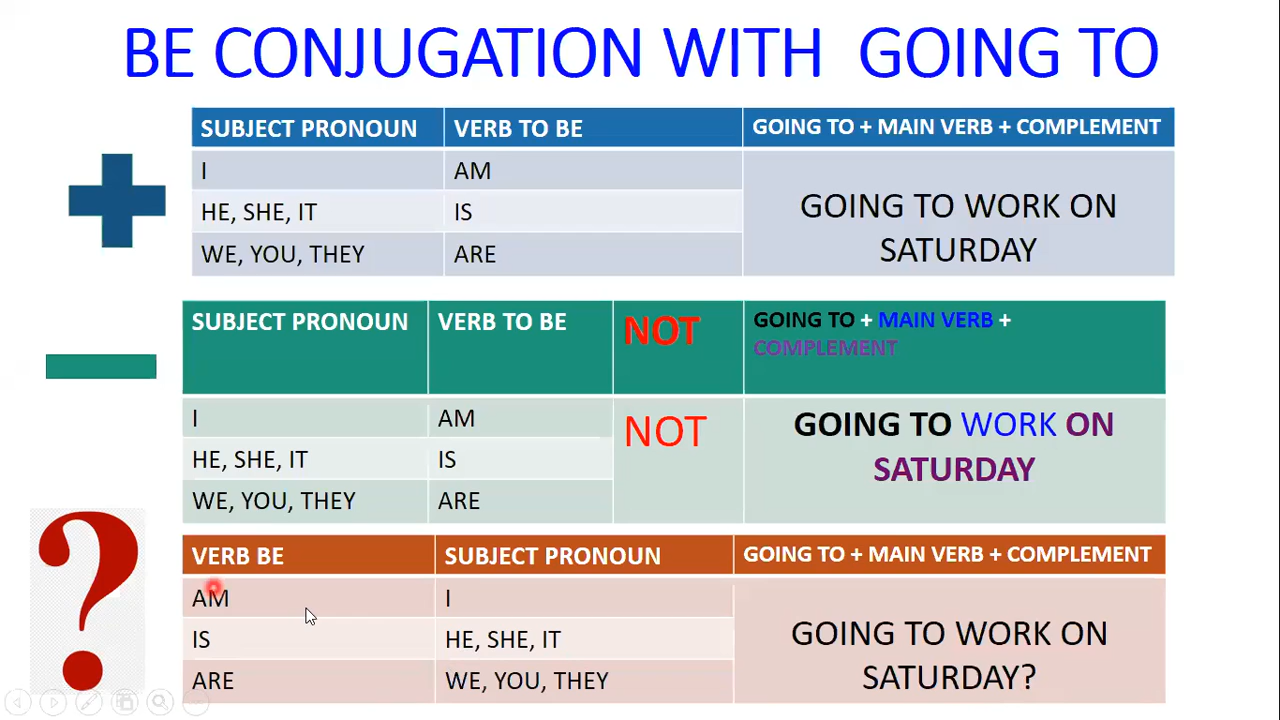 BE CONJUGATION WITH GOING TO
SUBJECT PRONOUN VERB TO BE GOING TO + MAIN VERB + COMPLEMENT
I AM
HE, SHE, IT IS
WE, YOU, THEY ARE
GOING TO WORK ON
SATURDAY
SUBJECT PRONOUN VERB TO BE NOT GOING TO + MAIN VERB +
COMPLEMENT
I AM NOT
HE, SHE, IT IS
WE, YOU, THEY ARE
GOING TO WORK ON
SATURDAY
VERB BE SUBJECT PRONOUN GOING TO + MAIN VERB + COMPLEMENT
AM I
IS HE, SHE, IT
ARE WE, YOU, THEY
GOING TO WORK ON
SATURDAY?